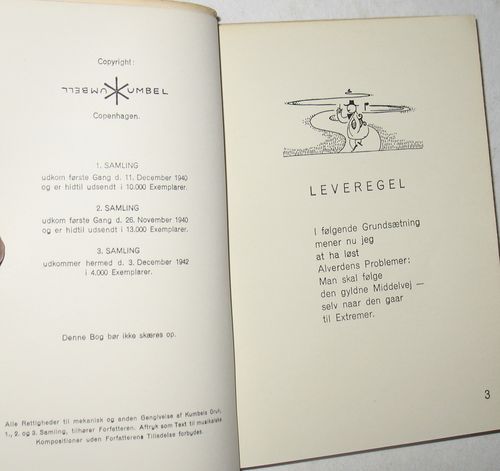 Copyright:
KUMBEL
Copenhagen.
1. SAMLING
udkom første Gang d. 11. December 1940
og er hidtil udsendt i 10.000 Exemplarer.
2. SAMLING
udkom første Gang d. 26. November 1940
og er hidtil udsendt i 13.000 Exemplarer.
3. SAMLING
udkommer hermed d. 3. December 1942
i 4.000 Exemplarer.
Denne Bog bør ikke skæres op.
Alle Rettigheder til mekanisk og anden Gengivelse af Kumbels Gruk,
1., 2. og 3. Samling, tilhører Forfatteren. Aftryk som Text til musikalske
Kompositioner uden Forfatterens Tilladelse forbydes.
LEVEREGEL
I følgende Grundsætning
mener nu jeg
at ha løst
Alverdens Problemer:
Man skal følge
den gyldne Middelvej —
selv naar den gaar
til Extremer.
3